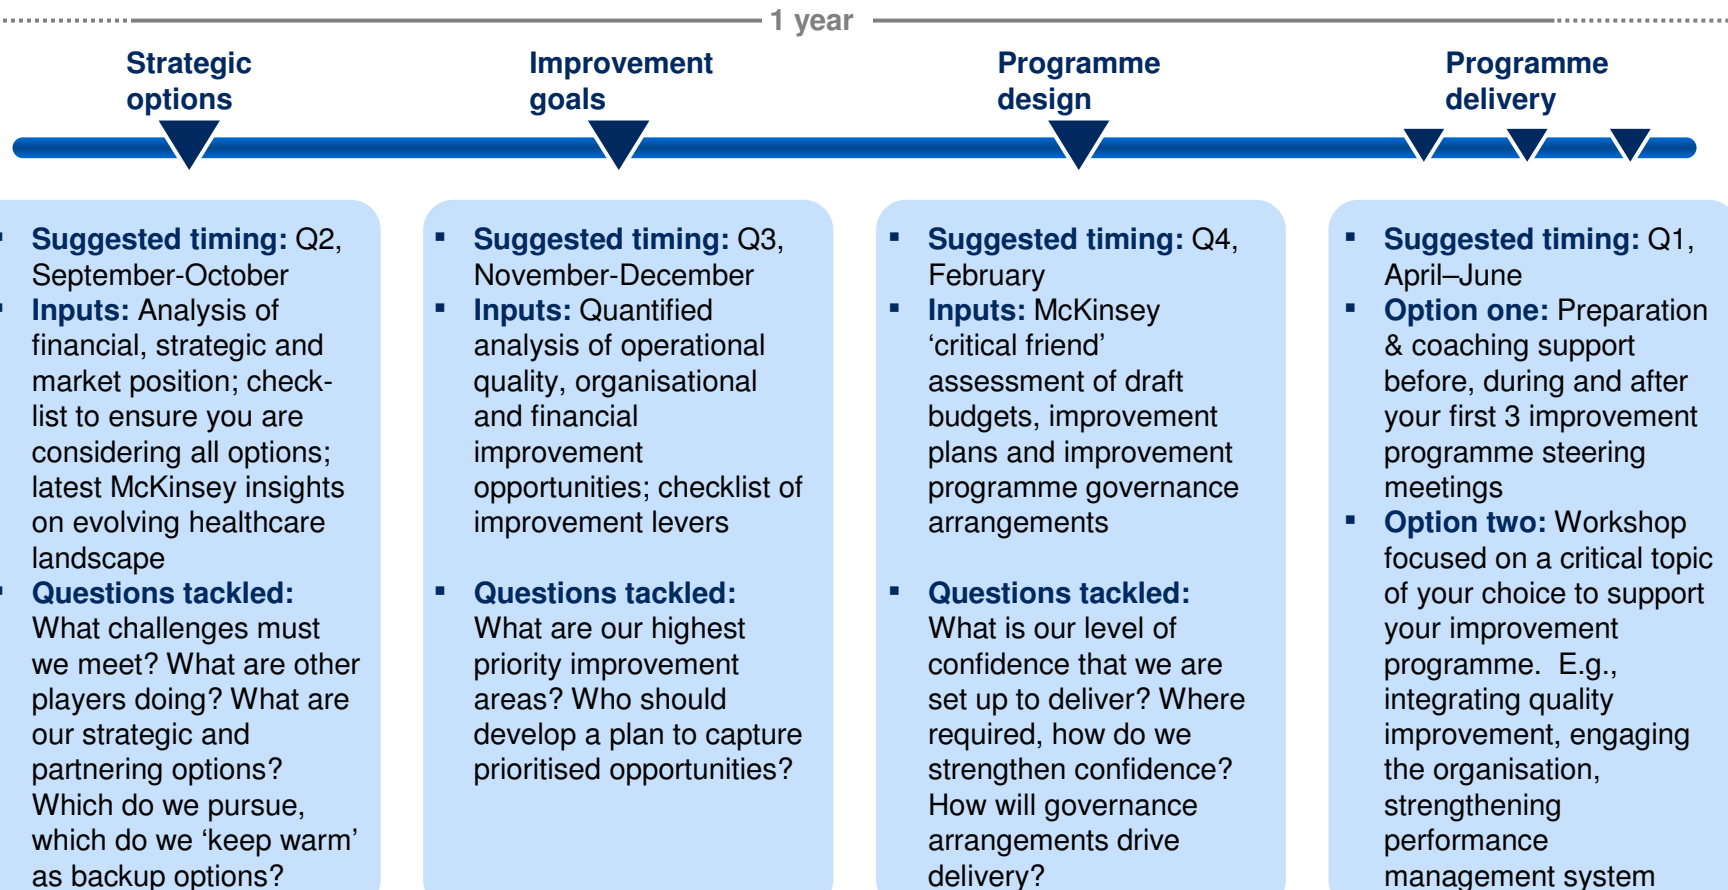 1 year
Strategic
options
Improvement
goals
Programme
design
Programme
delivery
▪ Suggested timing: Q2,
September-October
▪ Inputs: Analysis of
financial, strategic and
market position; check-
list to ensure you are
considering all options;
latest McKinsey insights
on evolving healthcare
landscape
▪ Questions tackled:
What challenges must
we meet? What are other
players doing? What are
our strategic and
partnering options?
Which do we pursue,
which do we ‘keep warm’
as backup options?
▪ Suggested timing: Q3,
November-December
▪ Inputs: Quantified
analysis of operational
quality, organisational
and financial
improvement
opportunities; checklist of
improvement levers
▪ Questions tackled:
What are our highest
priority improvement
areas? Who should
develop a plan to capture
prioritised opportunities?
▪ Suggested timing: Q4,
February
▪ Inputs: McKinsey
‘critical friend’
assessment of draft
budgets, improvement
plans and improvement
programme governance
arrangements
▪ Questions tackled:
What is our level of
confidence that we are
set up to deliver? Where
required, how do we
strengthen confidence?
How will governance
arrangements drive
delivery?
▪ Suggested timing: Q1,
April–June
▪ Option one: Preparation
& coaching support
before, during and after
your first 3 improvement
programme steering
meetings
▪ Option two: Workshop
focused on a critical topic
of your choice to support
your improvement
programme.  E.g.,
integrating quality
improvement, engaging
the organisation,
strengthening
performance
management system